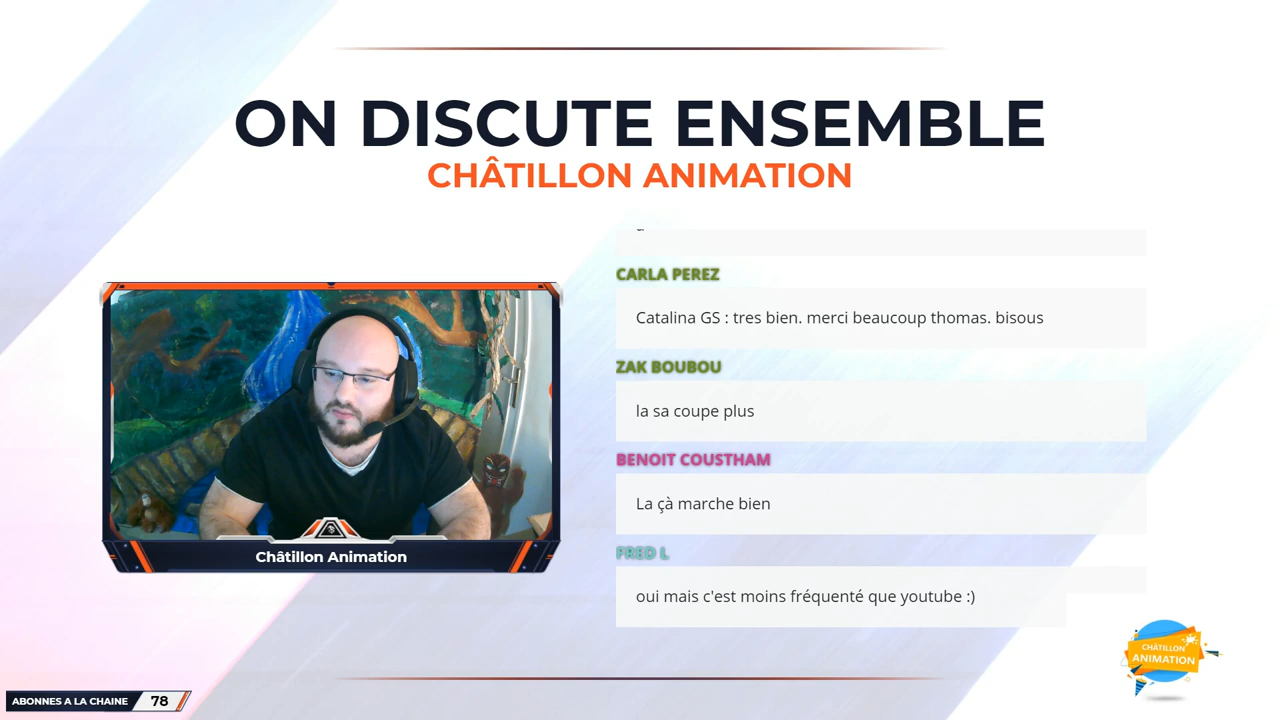 ON DISCUTE ENSEMBLE
CHÂTILLON ANIMATION
CARLA PEREZ
Catalina GS : tres bien. merci beaucoup thomas. bisous
ZAK BOUBOU
la sa coupe plus
BENOIT COUSTHAM
La çà marche bien
FRED L
oui mais c'est moins fréquenté que youtube :)
Châtillon Animation
CHÂTILLON
ANIMATION
ABONNES A LA CHAINE 78